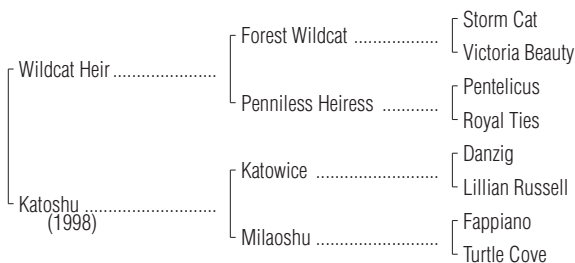 Storm Cat
Forest Wildcat ..................
Victoria Beauty
Wildcat Heir ......................
Pentelicus
Penniless Heiress ............
Royal Ties
Danzig
Katowice ..........................
Lillian Russell
Katoshu ............................
(1998)
Fappiano
Milaoshu ..........................
Turtle Cove